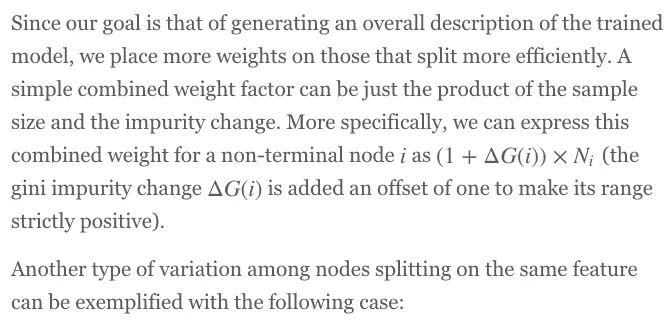 Since our goal is that of generating an overall description of the trained
model, we place more weights on those that split more efficiently. A
simple combined weight factor can be just the product of the sample
size and the impurity change. More specifically, we can express this
combined weight for a non-terminal node i as (1 + ΔG(i)) × Nᵢ (the
gini impurity change ΔG(i) is added an offset of one to make its range
strictly positive).
Another type of variation among nodes splitting on the same feature
can be exemplified with the following case: